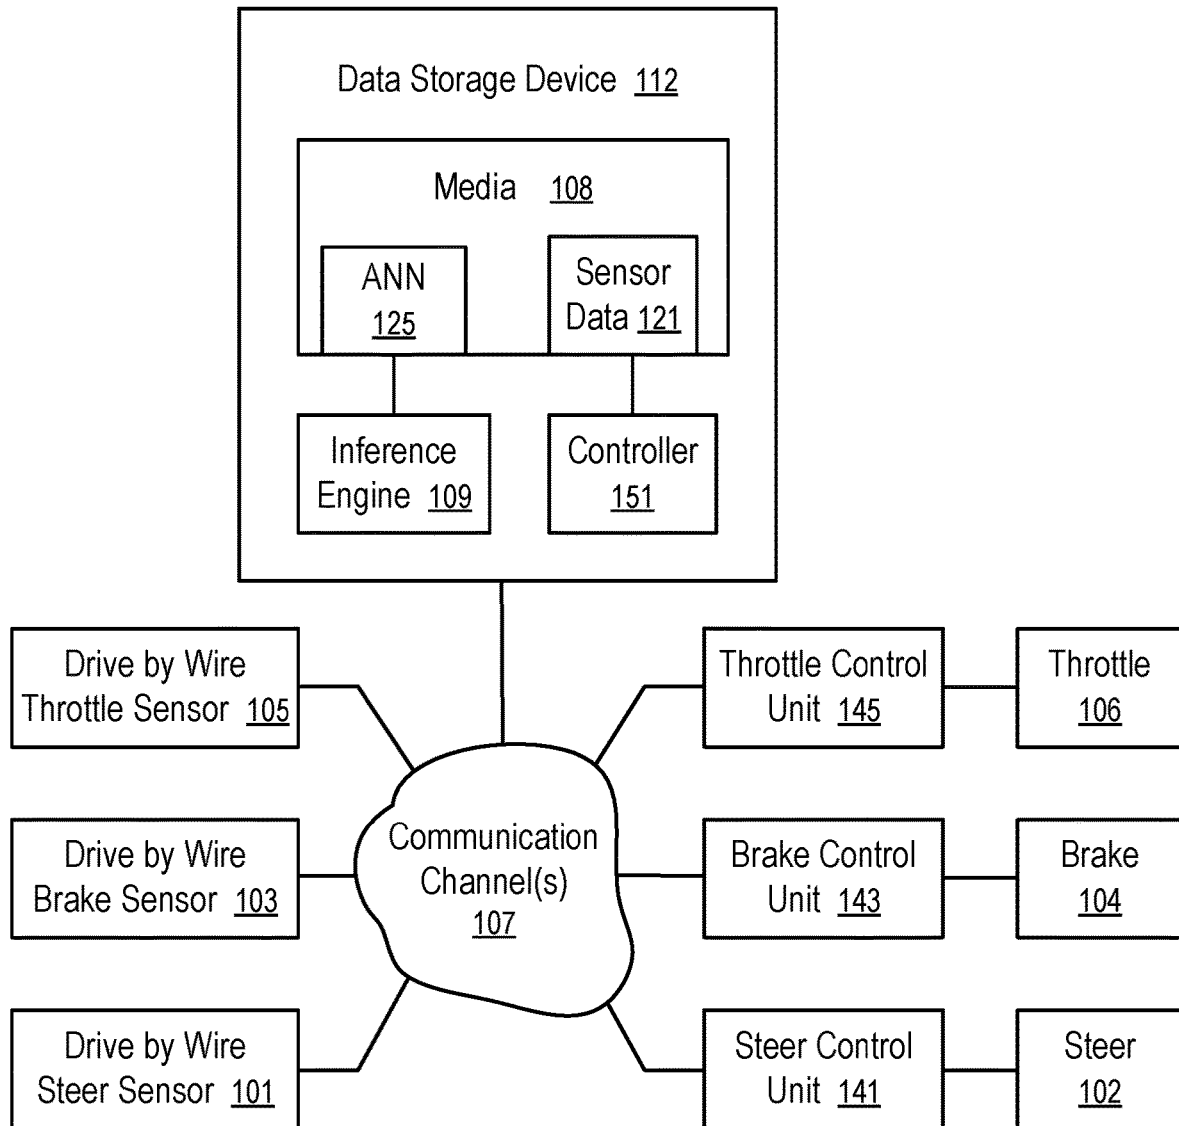 Data Storage Device 112
Media 108
ANN
125
Sensor
Data 121
Inference
Engine 109
Controller
151
Drive by Wire
Throttle Sensor 105
Throttle Control
Unit 145
Throttle
106
Drive by Wire
Brake Sensor 103
Communication
Channel(s)
107
Brake Control
Unit 143
Brake
104
Drive by Wire
Steer Sensor 101
Steer Control
Unit 141
Steer
102